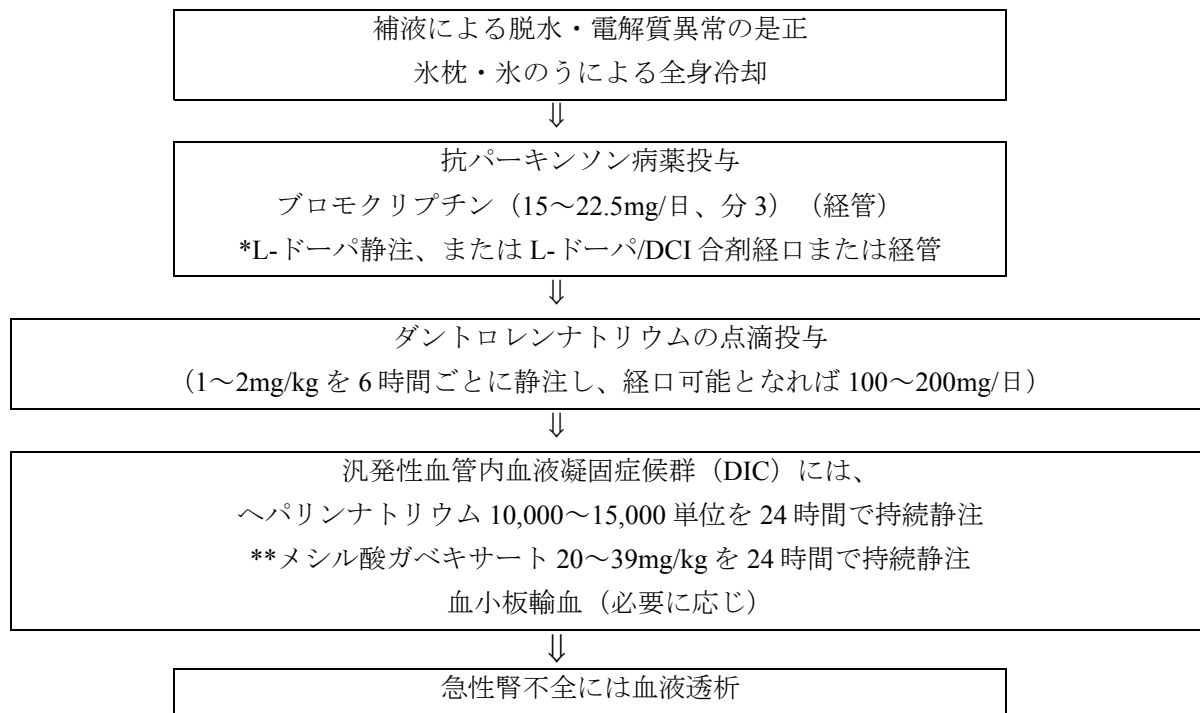 補液による脱水・電解質異常の是正
氷枕・氷のうによる全身冷却
⇓
抗パーキンソン病薬投与
ブロモクリプチン（15～22.5mg/日、分 3）（経管）
*L-ドーパ静注、または L-ドーパ/DCI 合剤経口または経管
⇓
ダントロレンナトリウムの点滴投与
（1～2mg/kg を 6 時間ごとに静注し、経口可能となれば 100～200mg/日）
⇓
汎発性血管内血液凝固症候群（DIC）には、
ヘパリンナトリウム 10,000～15,000 単位を 24 時間で持続静注
**メシル酸ガベキサート 20～39mg/kg を 24 時間で持続静注
血小板輸血（必要に応じ）
⇓
急性腎不全には血液透析